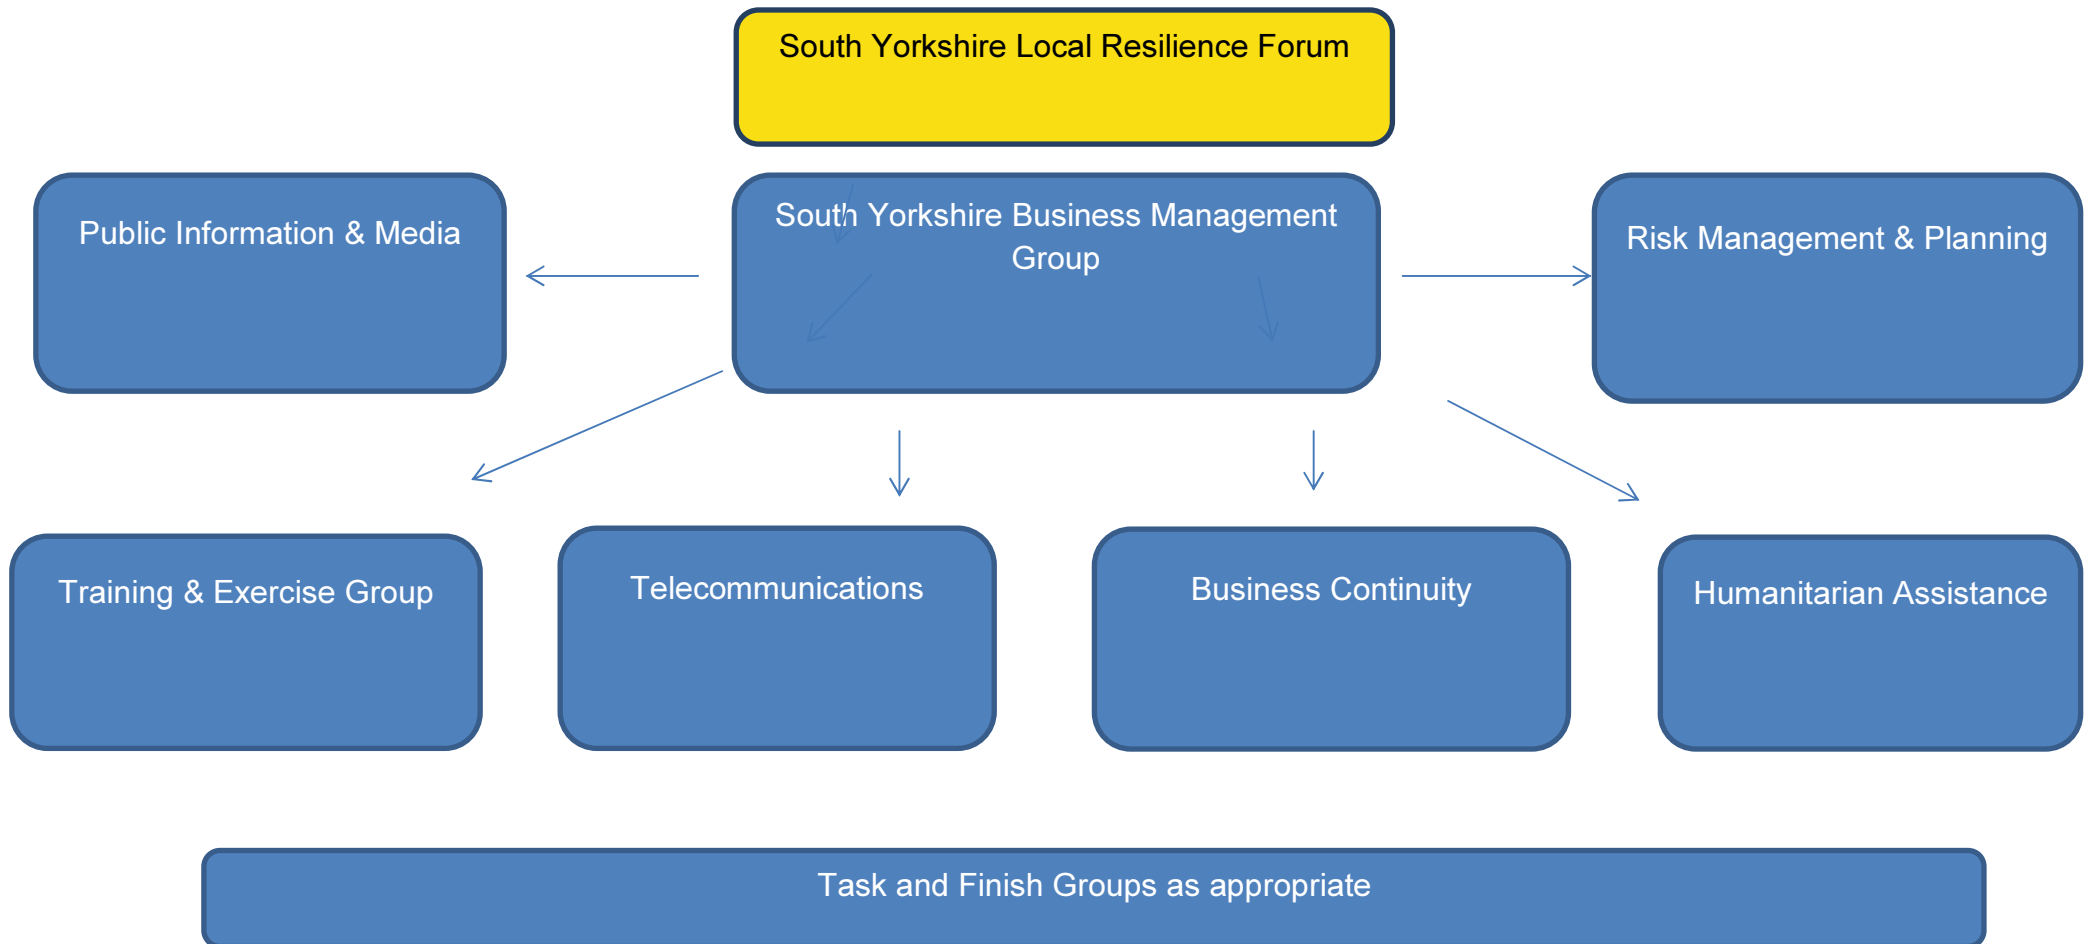 South Yorkshire Local Resilience Forum
Public Information & Media
South Yorkshire Business Management
Group
Risk Management & Planning
Training & Exercise Group
Telecommunications
Business Continuity
Humanitarian Assistance
Task and Finish Groups as appropriate